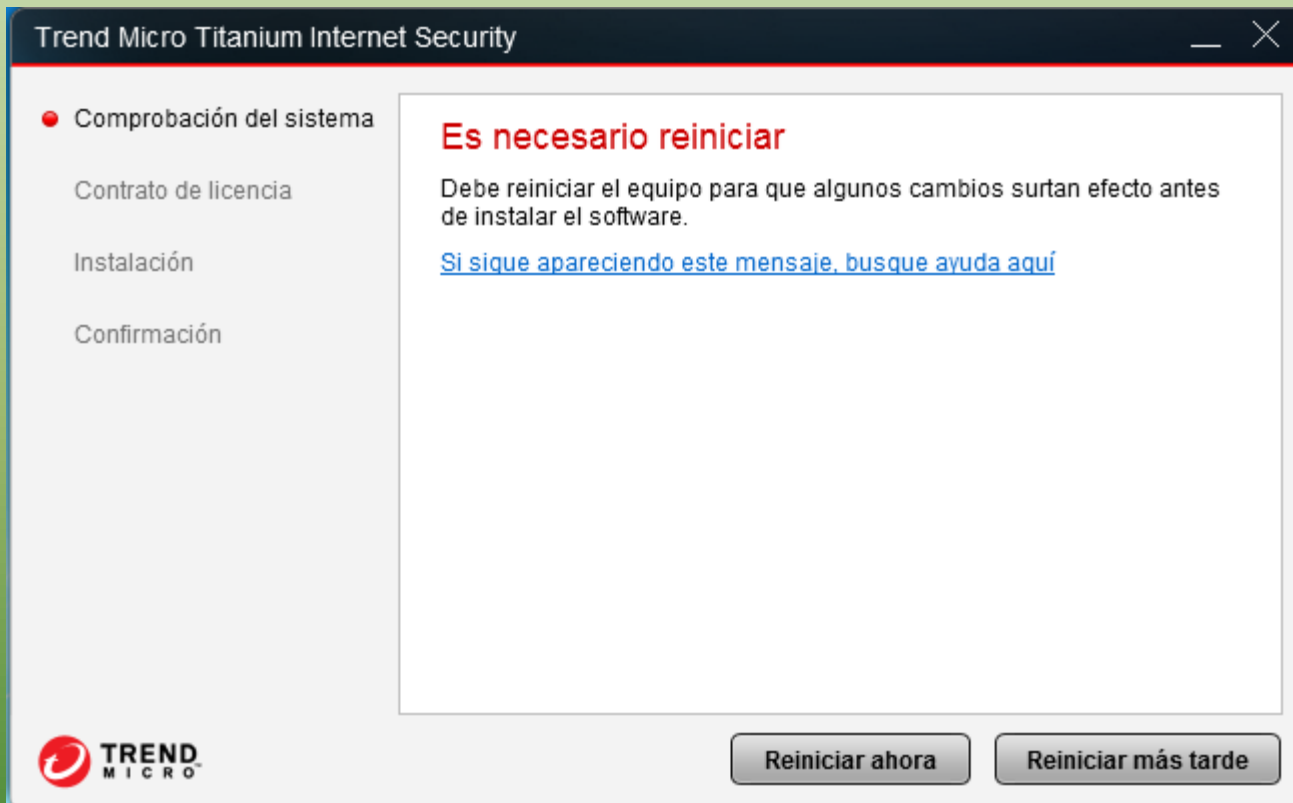 Trend Micro Titanium Internet Security
Comprobación del sistema
Contrato de licencia
Instalación
Confirmación
Es necesario reiniciar
Debe reiniciar el equipo para que algunos cambios surtan efecto antes
de instalar el software.
Si sigue apareciendo este mensaje, busque ayuda aquí
TREND
MICRO™
Reiniciar ahora
Reiniciar más tarde